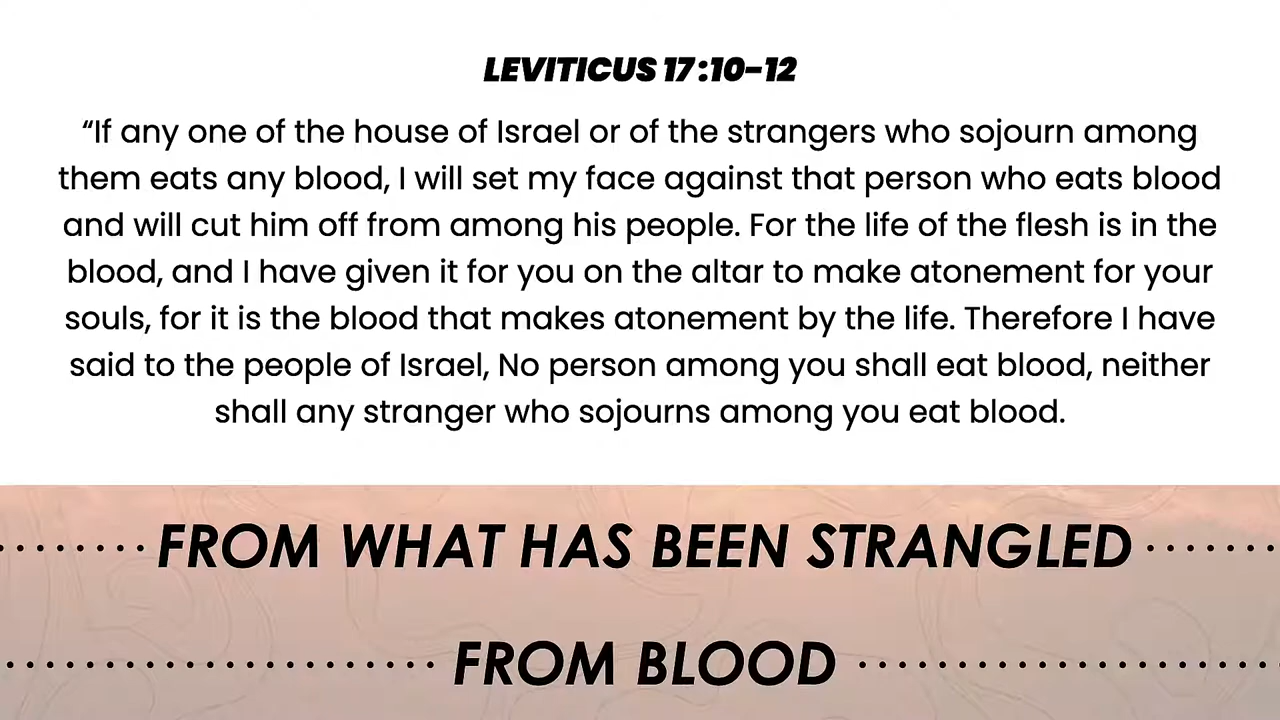 LEVITICUS 17:10–12
“If any one of the house of Israel or of the strangers who sojourn among
them eats any blood, I will set my face against that person who eats blood
and will cut him off from among his people. For the life of the flesh is in the
blood, and I have given it for you on the altar to make atonement for your
souls, for it is the blood that makes atonement by the life. Therefore I have
said to the people of Israel, No person among you shall eat blood, neither
shall any stranger who sojourns among you eat blood.
FROM WHAT HAS BEEN STRANGLED
FROM BLOOD